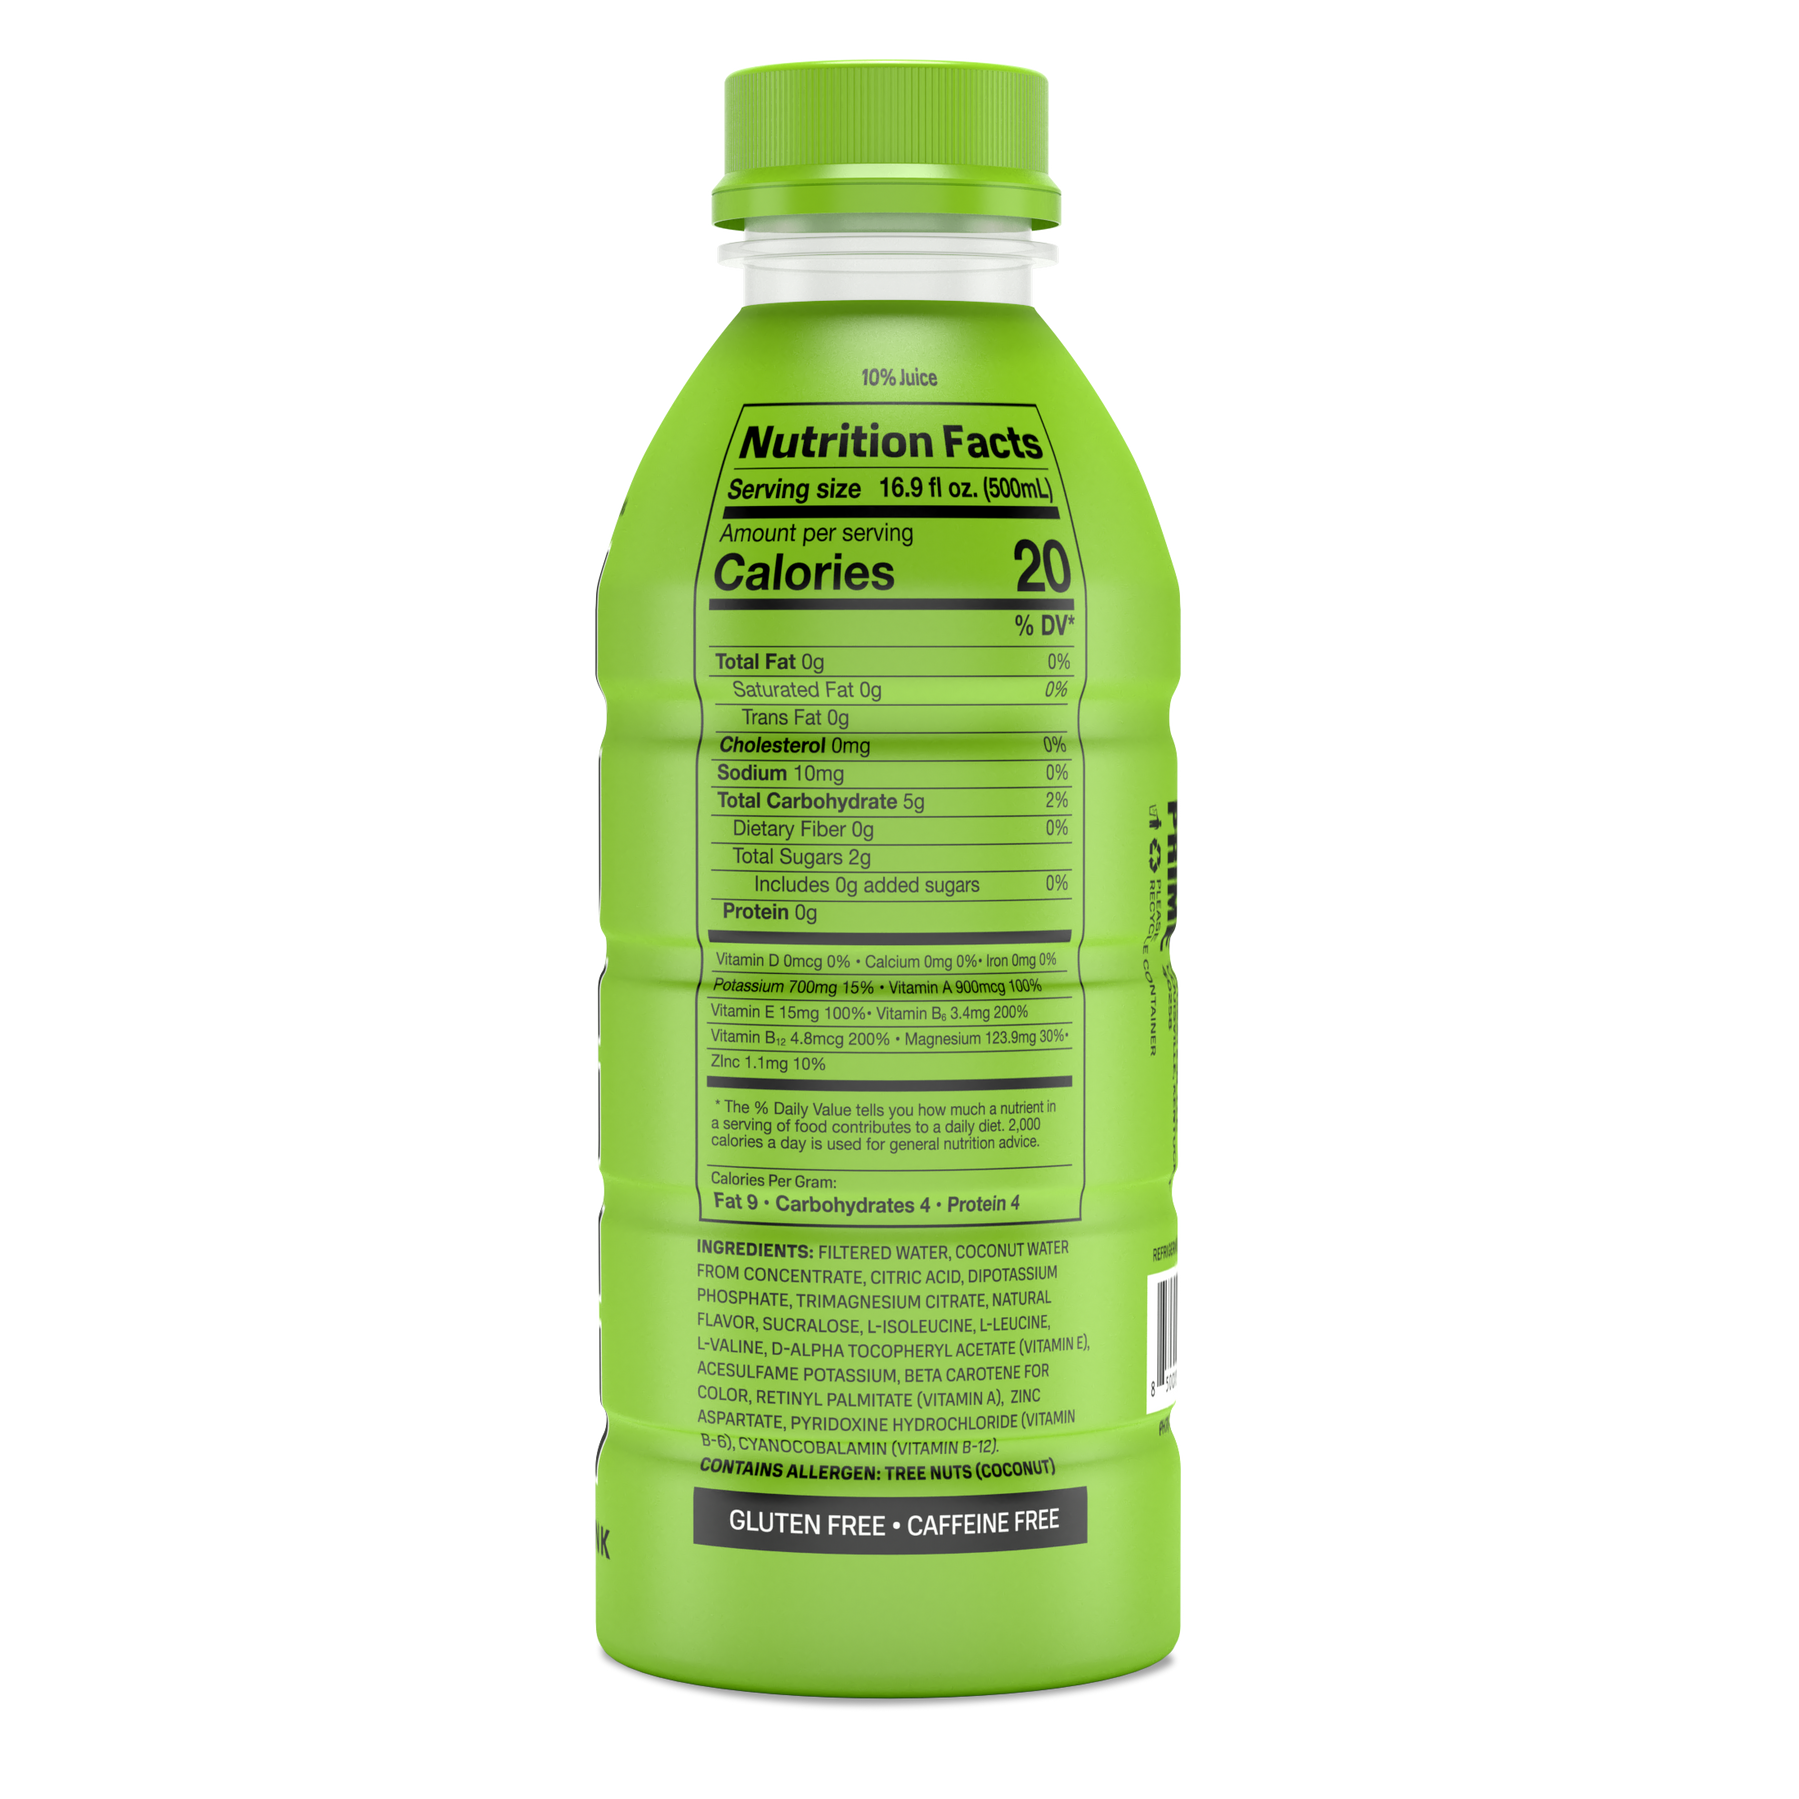 10% Juice
Nutrition Facts
Serving size 16.9 fl oz. (500mL)
Amount per serving
Calories 20
% DV*
Total Fat 0g 0%
Saturated Fat 0g 0%
Trans Fat 0g
Cholesterol 0mg 0%
Sodium 10mg 0%
Total Carbohydrate 5g 2%
Dietary Fiber 0g 0%
Total Sugars 2g
Includes 0g added sugars 0%
Protein 0g
Vitamin D 0mcg 0% • Calcium 0mg 0%• Iron 0mg 0%
Potassium 700mg 15% • Vitamin A 900mcg 100%
Vitamin E 15mg 100%• Vitamin B₆ 3.4mg 200%
Vitamin B₁₂ 4.8mcg 200% • Magnesium 123.9mg 30%•
ZInc 1.1mg 10%
* The % Daily Value tells you how much a nutrient in
a serving of food contributes to a daily diet. 2,000
calories a day is used for general nutrition advice.
Calories Per Gram:
Fat 9 • Carbohydrates 4 • Protein 4
INGREDIENTS: FILTERED WATER, COCONUT WATER
FROM CONCENTRATE, CITRIC ACID, DIPOTASSIUM
PHOSPHATE, TRIMAGNESIUM CITRATE, NATURAL
FLAVOR, SUCRALOSE, L-ISOLEUCINE, L-LEUCINE,
L-VALINE, D-ALPHA TOCOPHERYL ACETATE (VITAMIN E),
ACESULFAME POTASSIUM, BETA CAROTENE FOR
COLOR, RETINYL PALMITATE (VITAMIN A), ZINC
ASPARTATE, PYRIDOXINE HYDROCHLORIDE (VITAMIN
B-6), CYANOCOBALAMIN (VITAMIN B-12).
CONTAINS ALLERGEN: TREE NUTS (COCONUT)
GLUTEN FREE • CAFFEINE FREE
PLEASE
RECYCLE CONTAINER